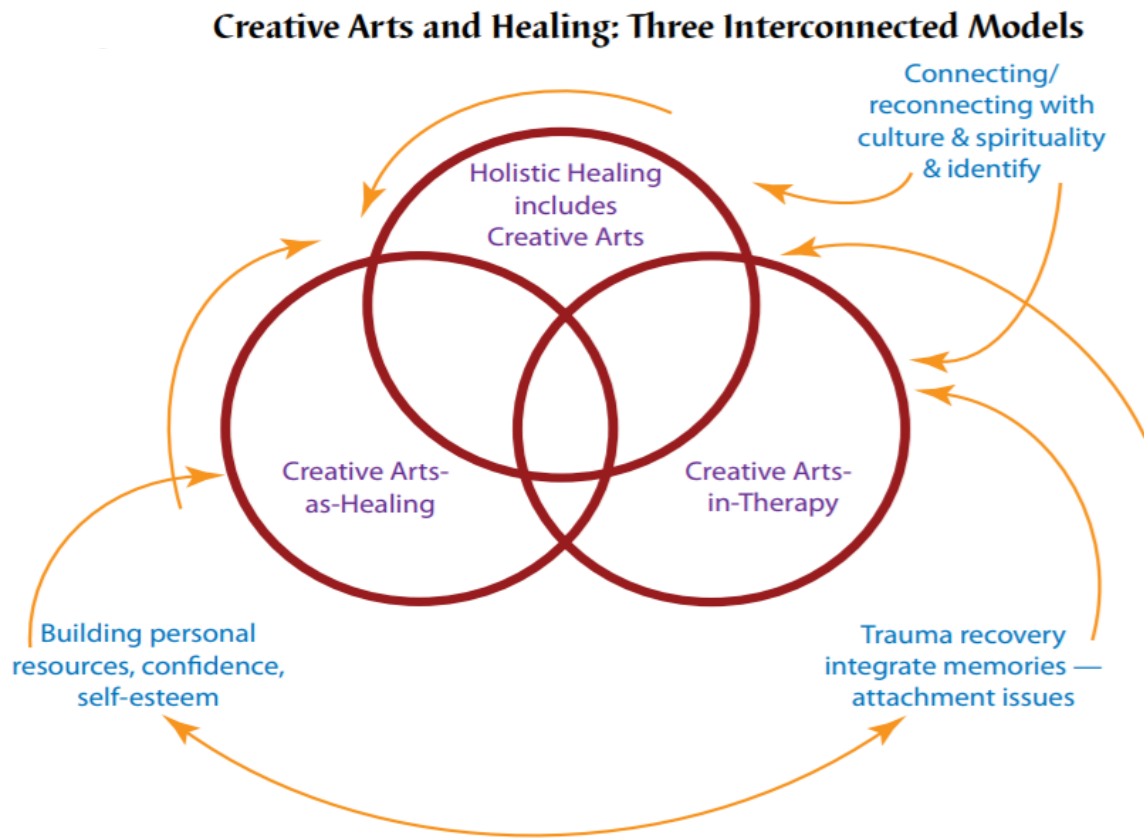 Creative Arts and Healing: Three Interconnected Models
Connecting/
reconnecting with
culture & spirituality
& identify
Holistic Healing
includes
Creative Arts
Creative Arts-
as-Healing
Creative Arts-
in-Therapy
Building personal
resources, confidence,
self-esteem
Trauma recovery
integrate memories —
attachment issues